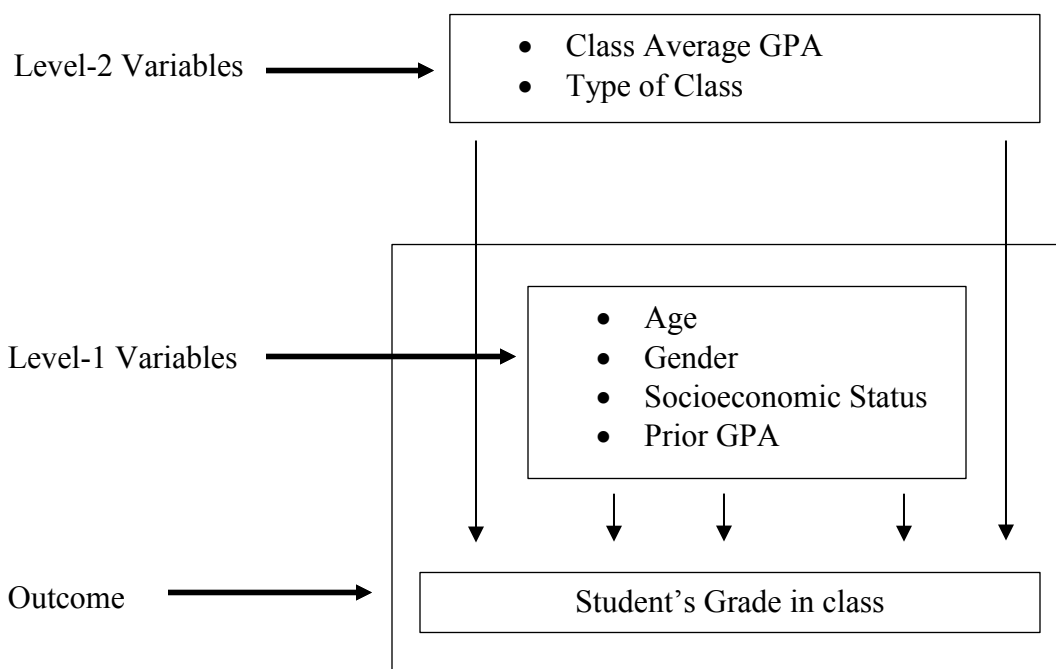 Level-2 Variables
• Class Average GPA
• Type of Class
Level-1 Variables
• Age
• Gender
• Socioeconomic Status
• Prior GPA
Outcome
Student’s Grade in class